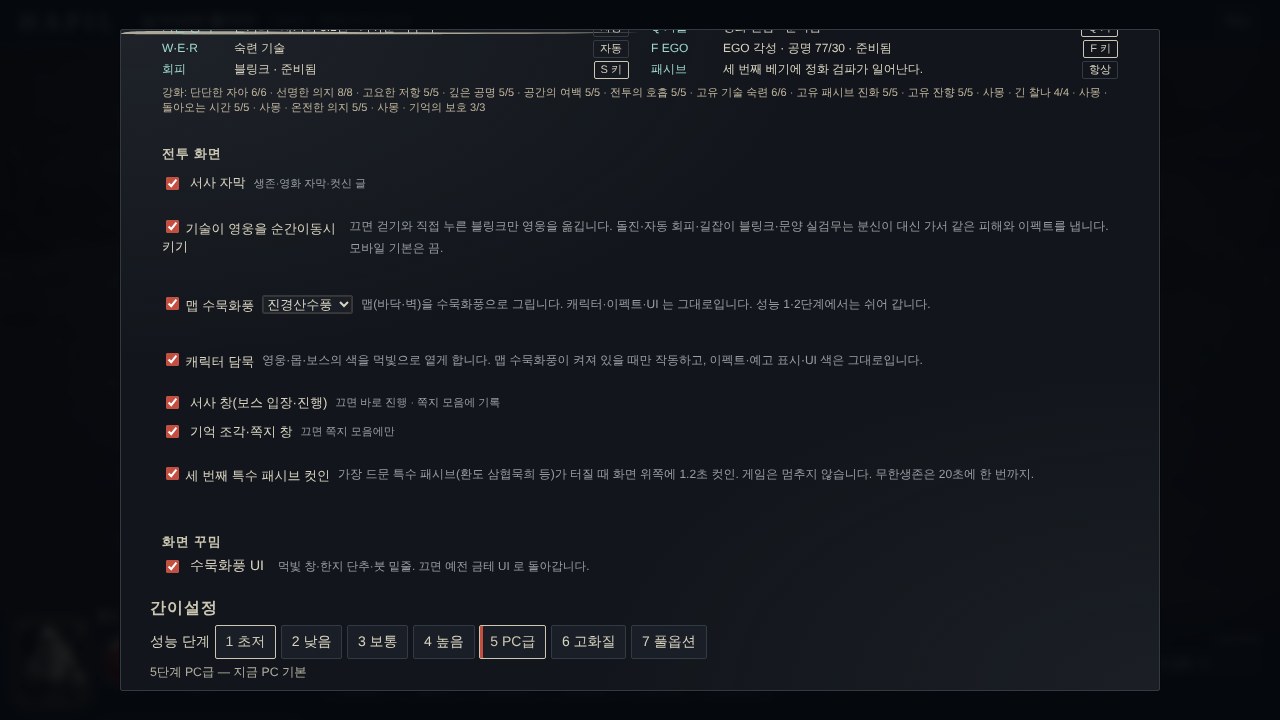 W·E·R 숙련 기술 자동 F EGO EGO 각성 · 공명 77/30 · 준비됨 F 키
회피 블링크 · 준비됨 S 키 패시브 세 번째 베기에 정화 검파가 일어난다. 항상
강화: 단단한 자아 6/6 · 선명한 의지 8/8 · 고요한 저항 5/5 · 깊은 공명 5/5 · 공간의 여백 5/5 · 전투의 호흡 5/5 · 고유 기술 숙련 6/6 · 고유 패시브 진화 5/5 · 고유 잔향 5/5 · 사몽 · 긴 찰나 4/4 · 사몽 ·
돌아오는 시간 5/5 · 사몽 · 온전한 의지 5/5 · 사몽 · 기억의 보호 3/3
전투 화면
서사 자막 생존·영화 자막·컷신 글
기술이 영웅을 순간이동시 끄면 걷기와 직접 누른 블링크만 영웅을 옮깁니다. 돌진·자동 회피·길잡이 블링크·문양 실검무는 분신이 대신 가서 같은 피해와 이펙트를 냅니다.
키기 모바일 기본은 끔.
맵 수묵화풍 진경산수풍 맵(바닥·벽)을 수묵화풍으로 그립니다. 캐릭터·이펙트·UI 는 그대로입니다. 성능 1·2단계에서는 쉬어 갑니다.
캐릭터 담묵 영웅·몹·보스의 색을 먹빛으로 옅게 합니다. 맵 수묵화풍이 켜져 있을 때만 작동하고, 이펙트·예고 표시·UI 색은 그대로입니다.
서사 창(보스 입장·진행) 끄면 바로 진행 · 쪽지 모음에 기록
기억 조각·쪽지 창 끄면 쪽지 모음에만
세 번째 특수 패시브 컷인 가장 드문 특수 패시브(환도 삼협묵희 등)가 터질 때 화면 위쪽에 1.2초 컷인. 게임은 멈추지 않습니다. 무한생존은 20초에 한 번까지.
화면 꾸밈
수묵화풍 UI 먹빛 창·한지 단추·붓 밑줄. 끄면 예전 금테 UI 로 돌아갑니다.
간이설정
성능 단계 1 초저 2 낮음 3 보통 4 높음 5 PC급 6 고화질 7 풀옵션
5단계 PC급 — 지금 PC 기본